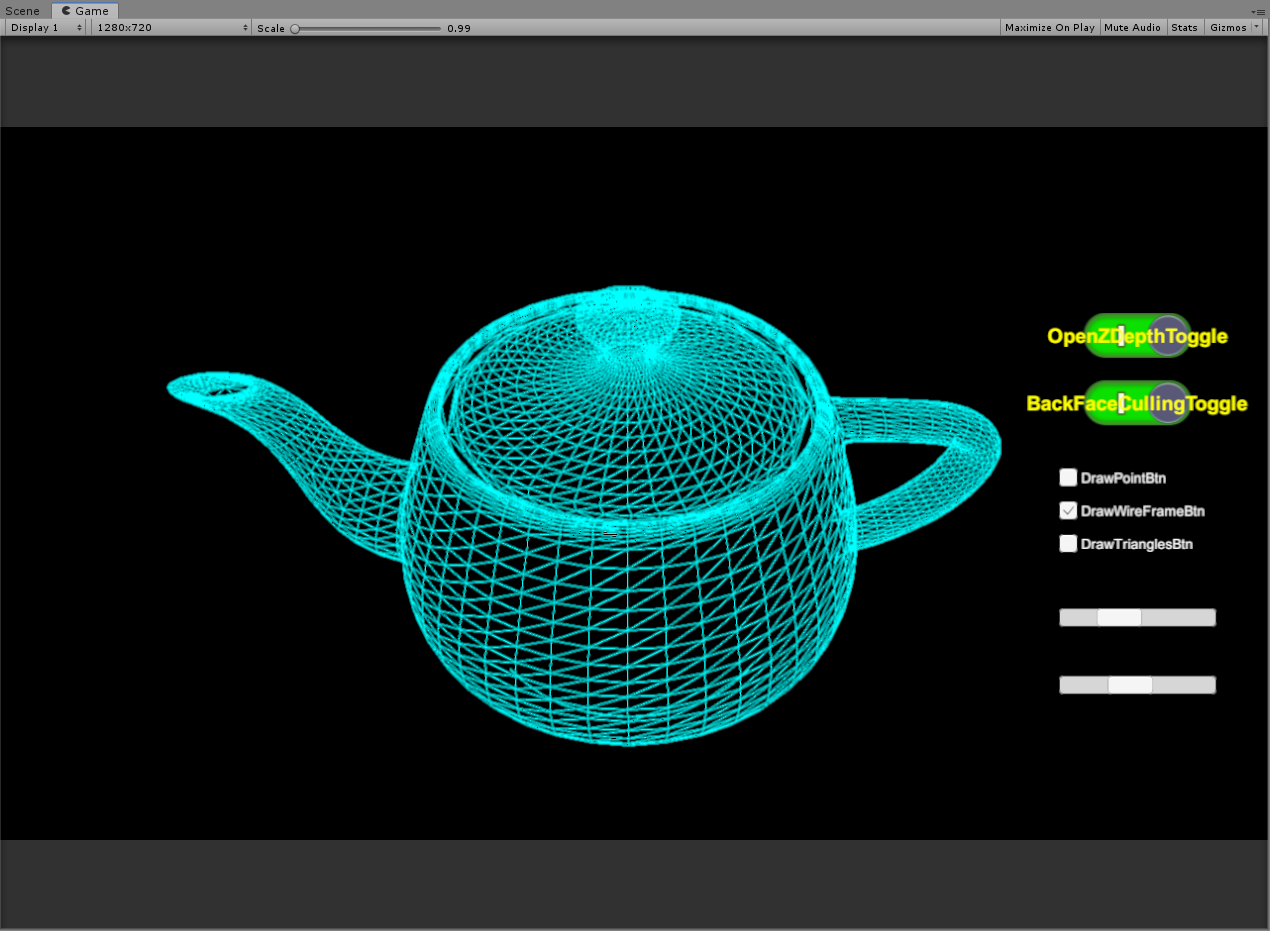 Scene Game
Display 1 1280x720 Scale 0.99 Maximize On Play Mute Audio Stats Gizmos
OpenZDepthToggle
BackFaceCullingToggle
DrawPointBtn
DrawWireFrameBtn
DrawTrianglesBtn